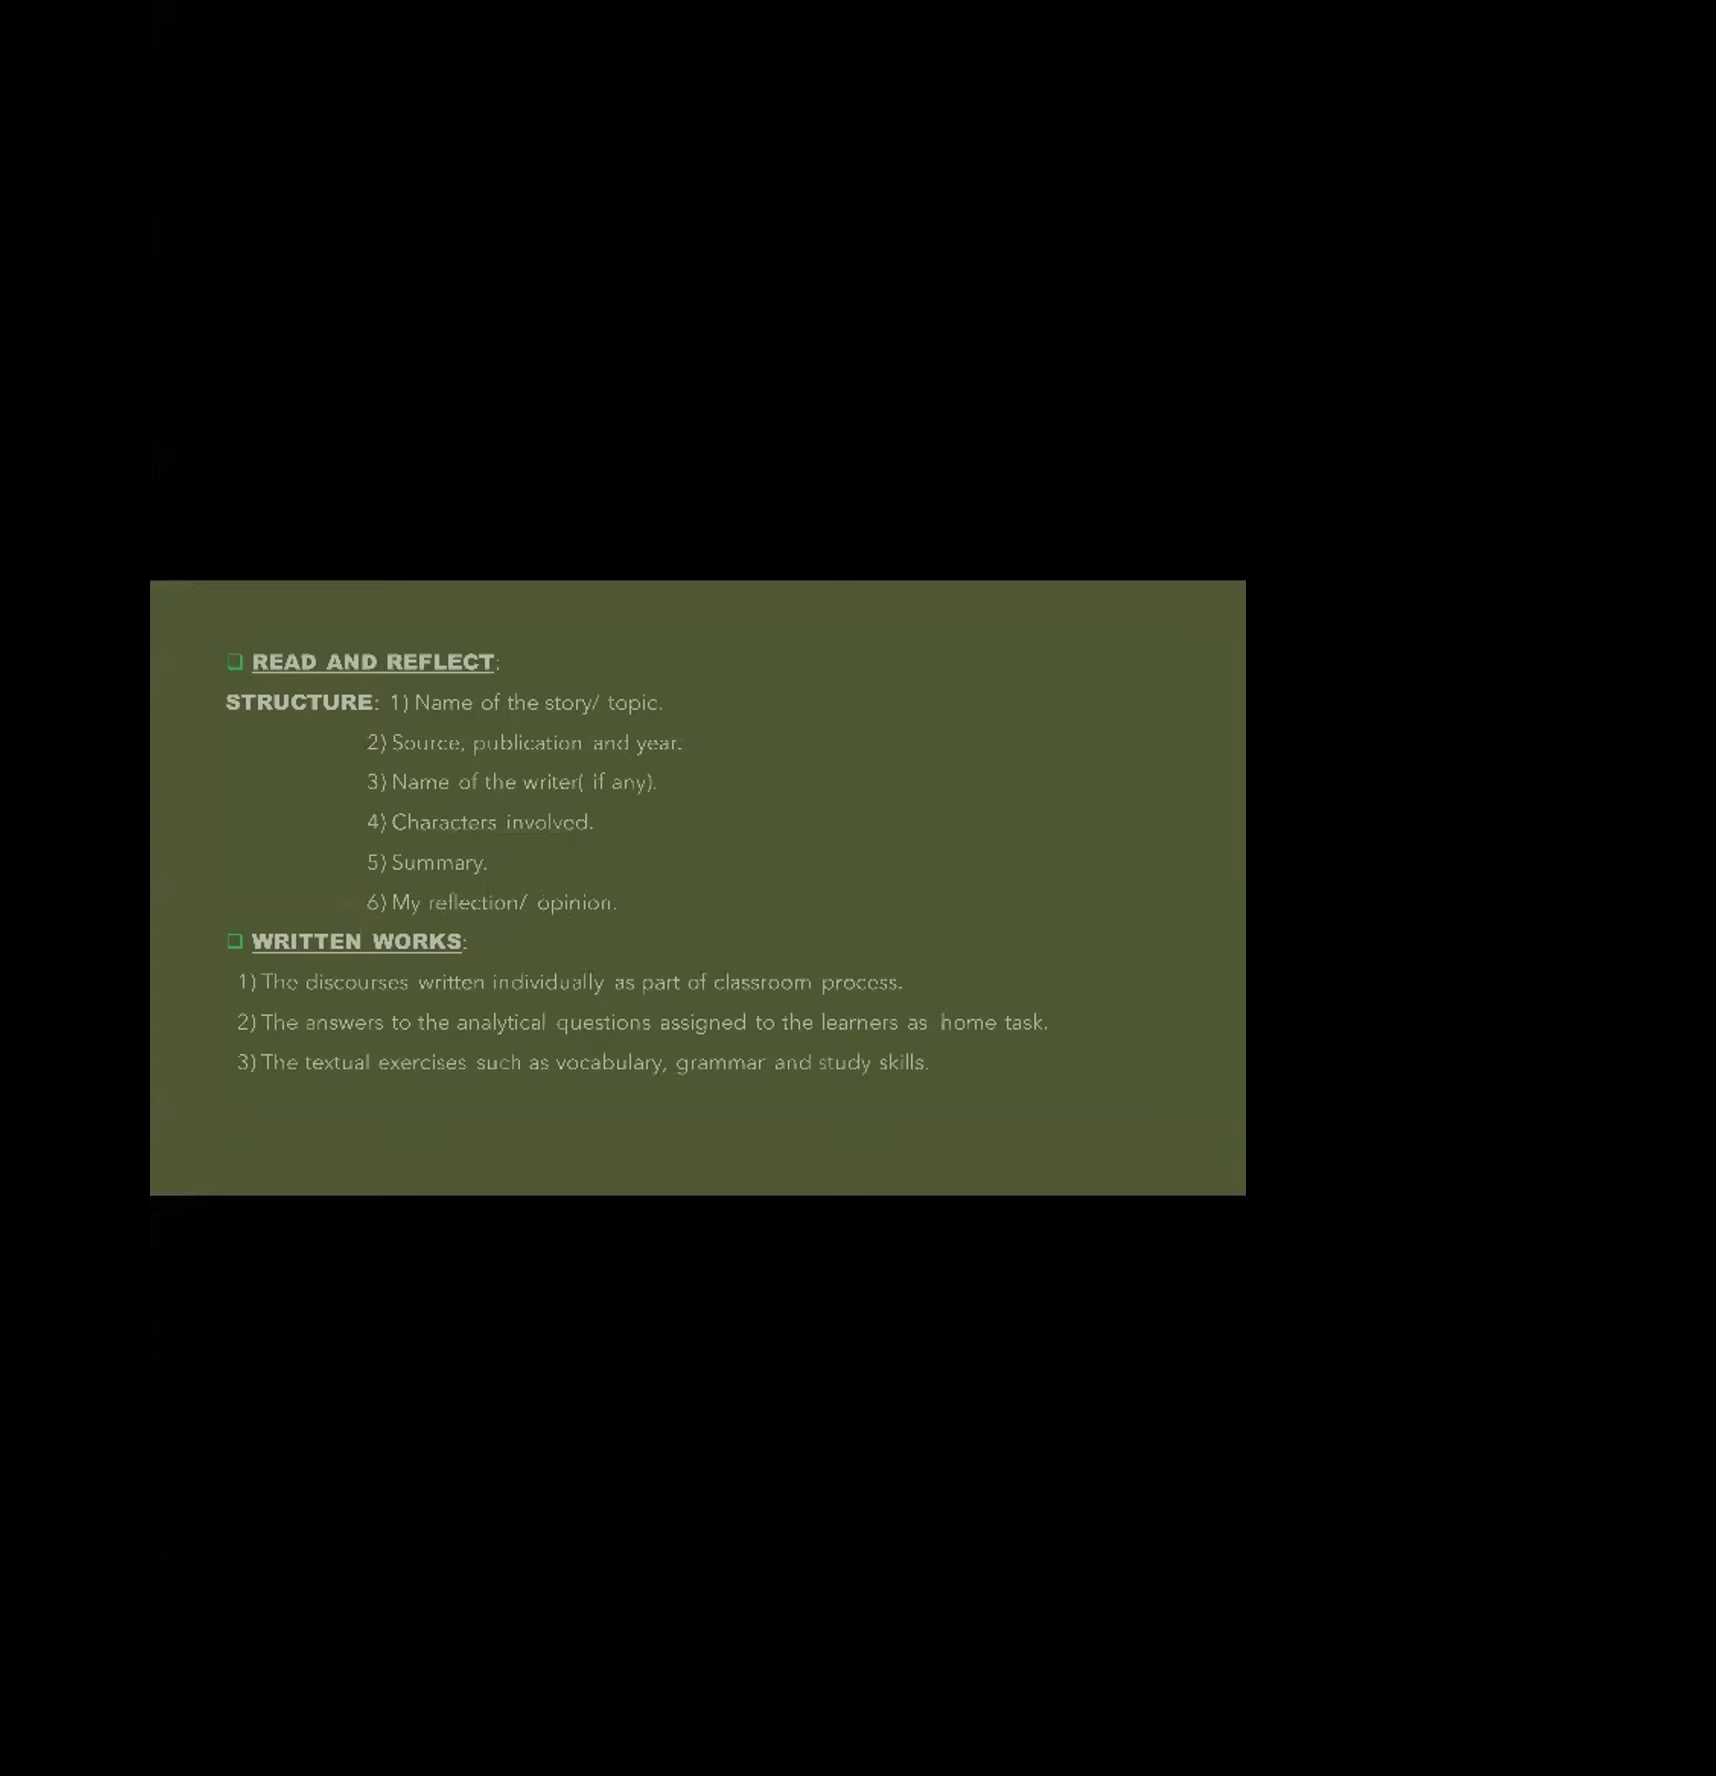 ❑ READ AND REFLECT:
STRUCTURE: 1) Name of the story/ topic.
2) Source, publication and year.
3) Name of the writer( if any).
4) Characters involved.
5) Summary.
6) My reflection/ opinion.
❑ WRITTEN WORKS:
1) The discourses written individually as part of classroom process.
2) The answers to the analytical questions assigned to the learners as home task.
3) The textual exercises such as vocabulary, grammar and study skills.